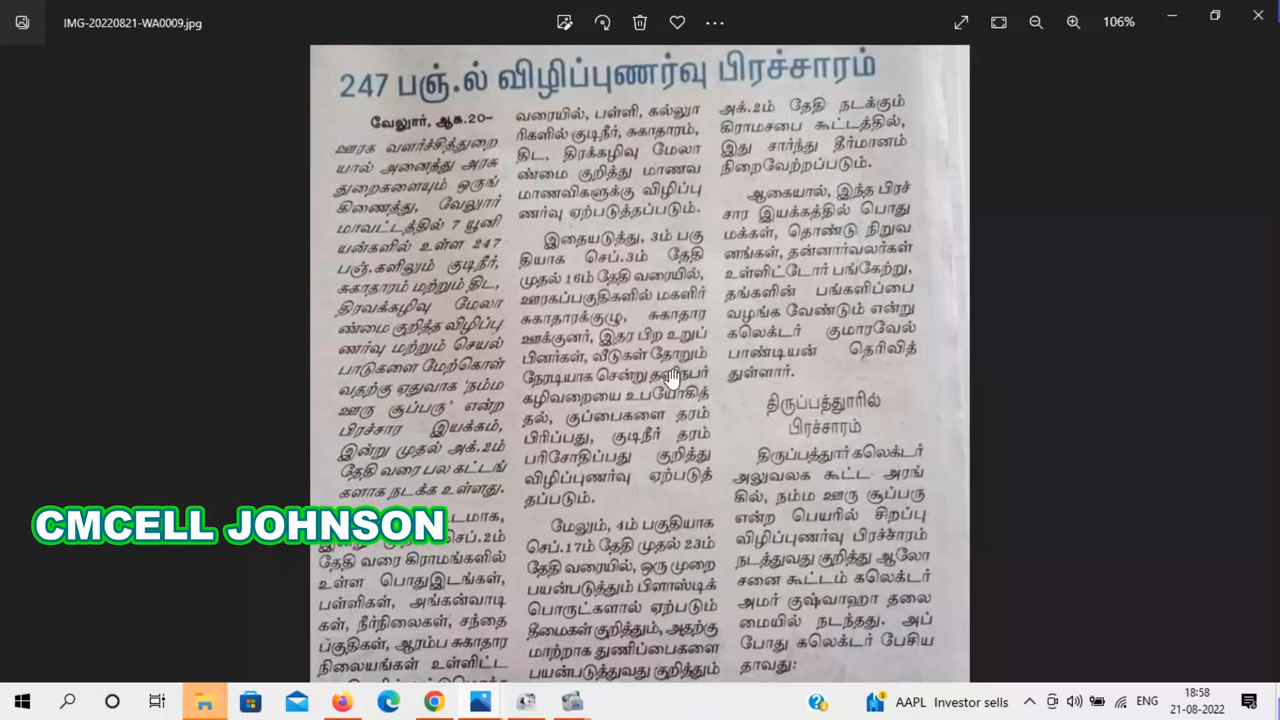 IMG-20220821-WA0009.jpg
106%
247 பஞ்.ல் விழிப்புணர்வு பிரச்சாரம்
வேலூர், ஆக.20–
ஊரக வளர்ச்சித்துறை
யால் அனைத்து அரசு
துறைகளையும் ஒருங்
கிணைத்து, வேலூர்
மாவட்டத்தில் 7 யூனி
யன்களில் உள்ள 247
பஞ்.களிலும் குடிநீர்,
சுகாதாரம் மற்றும் திட,
திரவக்கழிவு மேலா
ண்மை குறித்த விழிப்பு
ணர்வு மற்றும் செயல்
பாடுகளை மேற்கொள்
வதற்கு ஏதுவாக 'நம்ம
ஊரு சூப்பரு' என்ற
பிரச்சார இயக்கம்,
இன்று முதல் அக்.2ம்
தேதி வரை பல கட்டங்
களாக நடக்க உள்ளது.
டமாக,
செப்.2ம்
தேதி வரை கிராமங்களில்
உள்ள பொதுஇடங்கள்,
பள்ளிகள், அங்கன்வாடி
கள், நீர்நிலைகள், சந்தை
பகுதிகள், ஆரம்ப சுகாதார
நிலையங்கள் உள்ளிட்ட
வரையில், பள்ளி, கல்லூ
ரிகளில் குடிநீர், சுகாதாரம்,
திட, திரக்கழிவு மேலா
ண்மை குறித்து மாணவ
மாணவிகளுக்கு விழிப்பு
ணர்வு ஏற்படுத்தப்படும்.
இதையடுத்து, 3ம் பகு
தியாக செப்.3ம் தேதி
முதல் 16ம் தேதி வரையில்,
ஊரகப்பகுதிகளில் மகளிர்
சுகாதாரக்குழு, சுகாதார
ஊக்குனர், இதர பிற உறுப்
பினர்கள், வீடுகள் தோறும்
நேரடியாக சென்று தனிநபர்
கழிவறையை உபயோகித்
தல், குப்பைகளை தரம்
பிரிப்பது, குடிநீர் தரம்
பரிசோதிப்பது குறித்து
விழிப்புணர்வு ஏற்படுத்
தப்படும்.
மேலும், 4ம் பகுதியாக
செப்.17ம் தேதி முதல் 23ம்
தேதி வரையில், ஒரு முறை
பயன்படுத்தும் பிளாஸ்டிக்
பொருட்களால் ஏற்படும்
தீமைகள் குறித்தும், அதற்கு
மாற்றாக துணிப்பைகளை
பயன்படுத்துவது குறித்தும்
அக்.2ம் தேதி நடக்கும்
கிராமசபை கூட்டத்தில்,
இது சார்ந்து தீர்மானம்
நிறைவேற்றப்படும்.
ஆகையால், இந்த பிரச்
சார இயக்கத்தில் பொது
மக்கள், தொண்டு நிறுவ
னங்கள், தன்னார்வலர்கள்
உள்ளிட்டோர் பங்கேற்று,
தங்களின் பங்களிப்பை
வழங்க வேண்டும் என்று
கலெக்டர் குமாரவேல்
பாண்டியன் தெரிவித்
துள்ளார்.
திருப்பத்தூரில்
பிரச்சாரம்
திருப்பத்தூர் கலெக்டர்
அலுவலக கூட்ட அரங்
கில், நம்ம ஊரு சூப்பரு
என்ற பெயரில் சிறப்பு
விழிப்புணர்வு பிரச்சாரம்
நடத்துவது குறித்து ஆலோ
சனை கூட்டம் கலெக்டர்
அமர் குஷ்வாஹா தலை
மையில் நடந்தது. அப்
போது கலெக்டர் பேசிய
தாவது:
CMCELL JOHNSON
AAPL Investor sells
ENG
18:58
21-08-2022